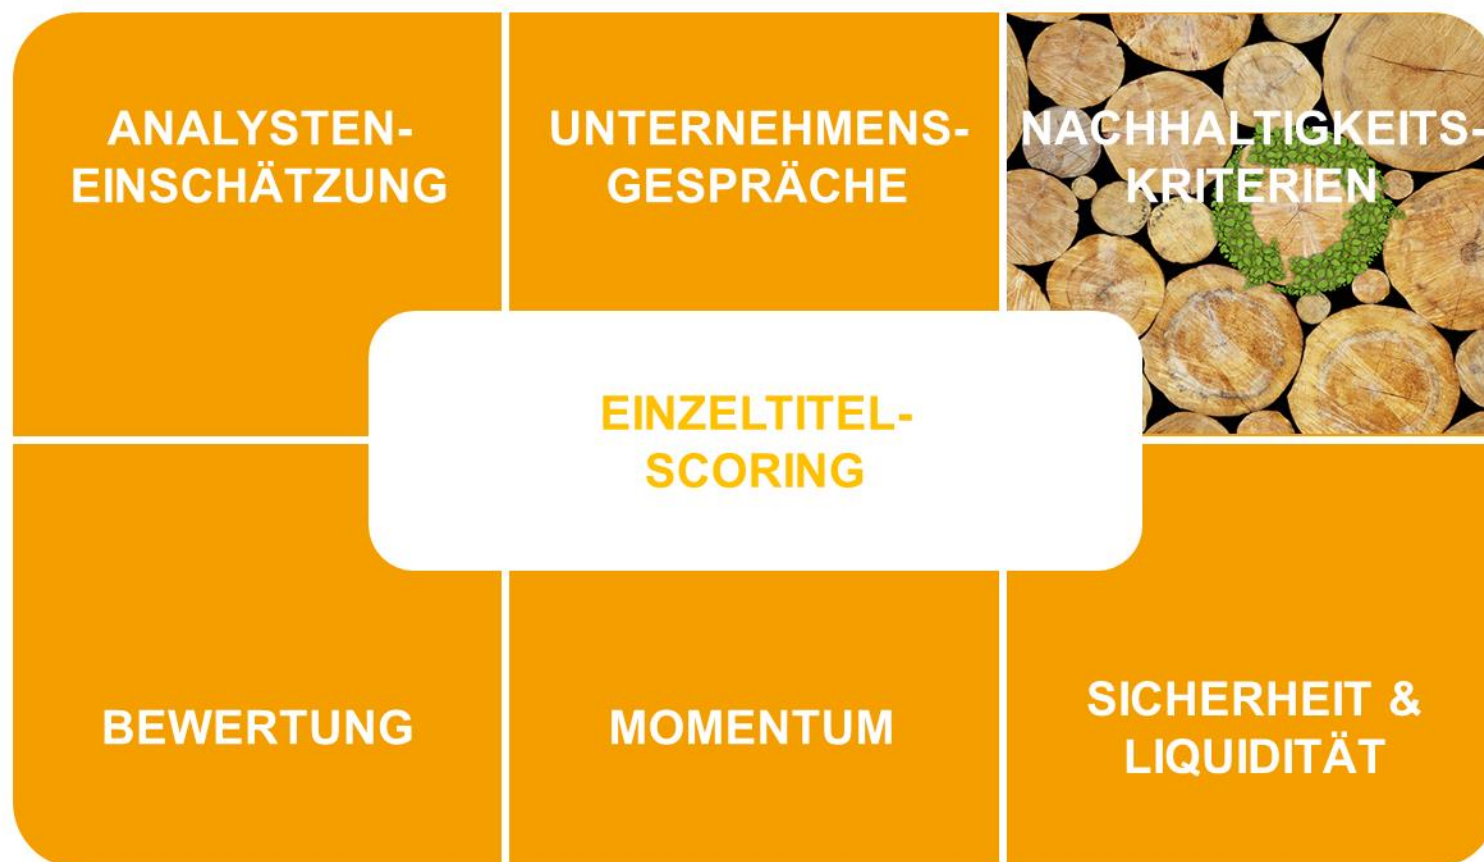 ANALYSTEN-
EINSCHÄTZUNG
UNTERNEHMENS-
GESPRÄCHE
NACHHALTIGKEITS-
KRITERIEN
EINZELTITEL-
SCORING
BEWERTUNG
MOMENTUM
SICHERHEIT &
LIQUIDITÄT